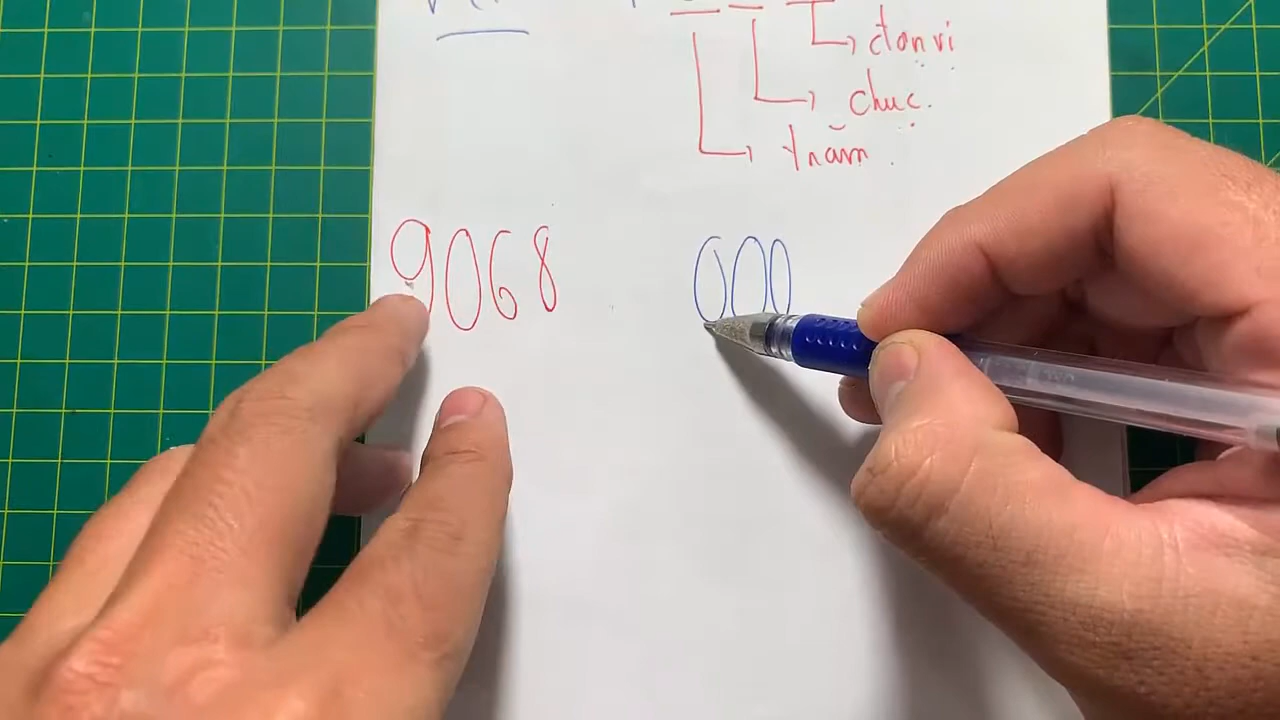 đơn vị
chục.
trăm.
9068 000